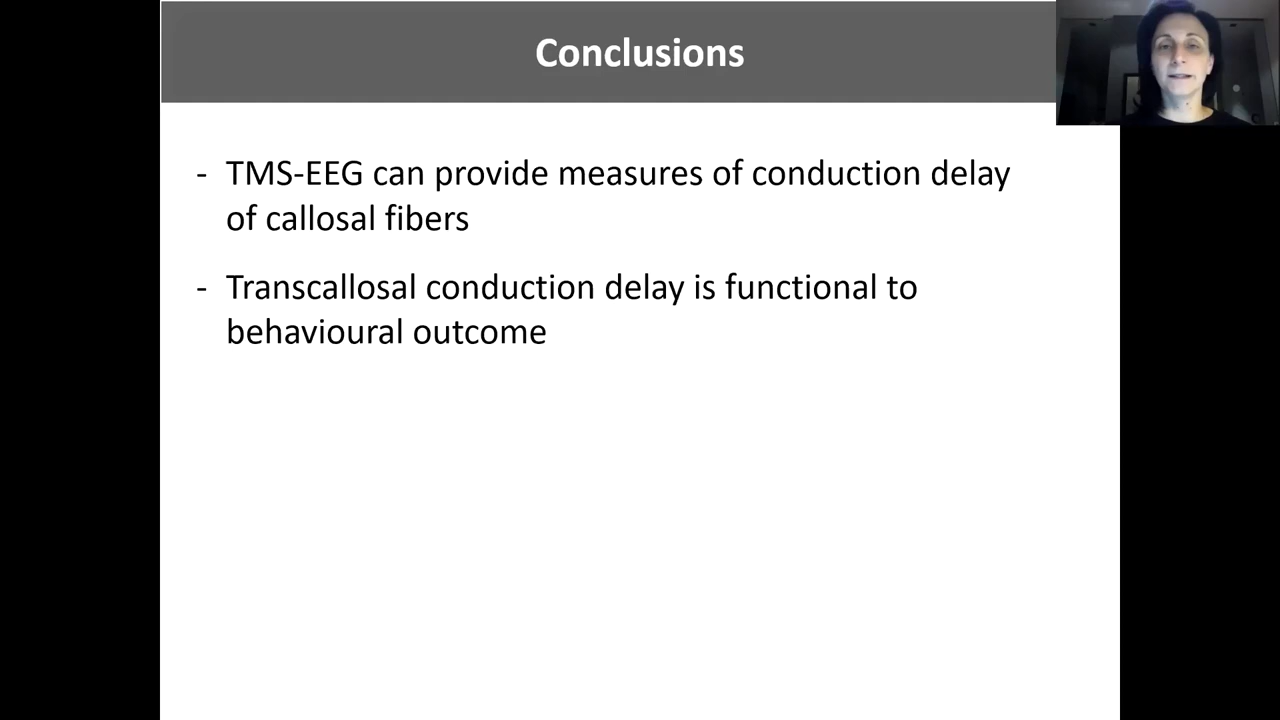 Conclusions
- TMS-EEG can provide measures of conduction delay
of callosal fibers
- Transcallosal conduction delay is functional to
behavioural outcome